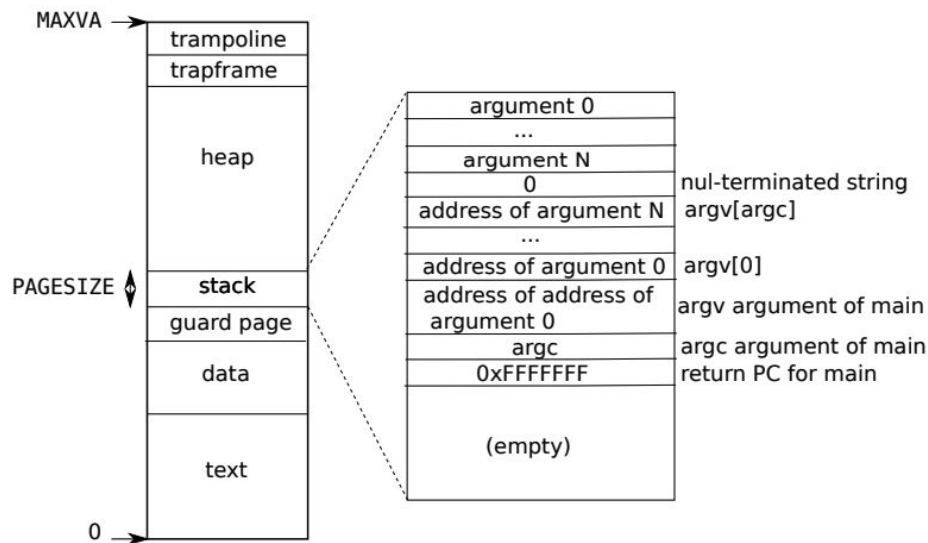 MAXVA
trampoline
trapframe
heap
PAGESIZE
stack
guard page
data
text
0
argument 0
...
argument N
0
nul-terminated string
address of argument N
argv[argc]
...
address of argument 0
argv[0]
address of address of
argument 0
argv argument of main
argc
argc argument of main
0xFFFFFFF
return PC for main
(empty)